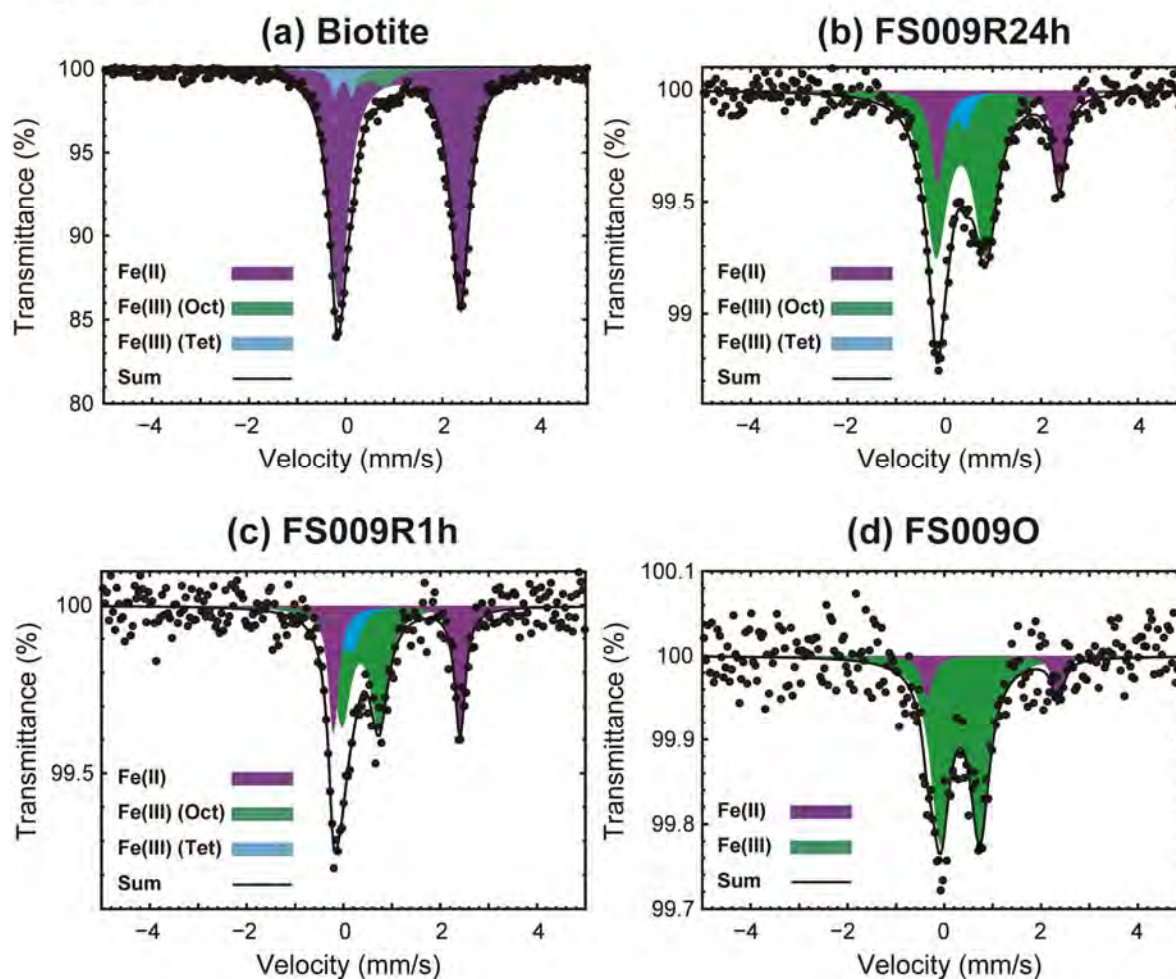 (a) Biotite
100
95
90
85
80
Transmittance (%)
Fe(II)
Fe(III) (Oct)
Fe(III) (Tet)
Sum
−4 −2 0 2 4
Velocity (mm/s)
(b) FS009R24h
100
99.5
99
Transmittance (%)
Fe(II)
Fe(III) (Oct)
Fe(III) (Tet)
Sum
−4 −2 0 2 4
Velocity (mm/s)
(c) FS009R1h
100
99.5
Transmittance (%)
Fe(II)
Fe(III) (Oct)
Fe(III) (Tet)
Sum
−4 −2 0 2 4
Velocity (mm/s)
(d) FS009O
100.1
100
99.9
99.8
99.7
Transmittance (%)
Fe(II)
Fe(III)
Sum
−4 −2 0 2 4
Velocity (mm/s)